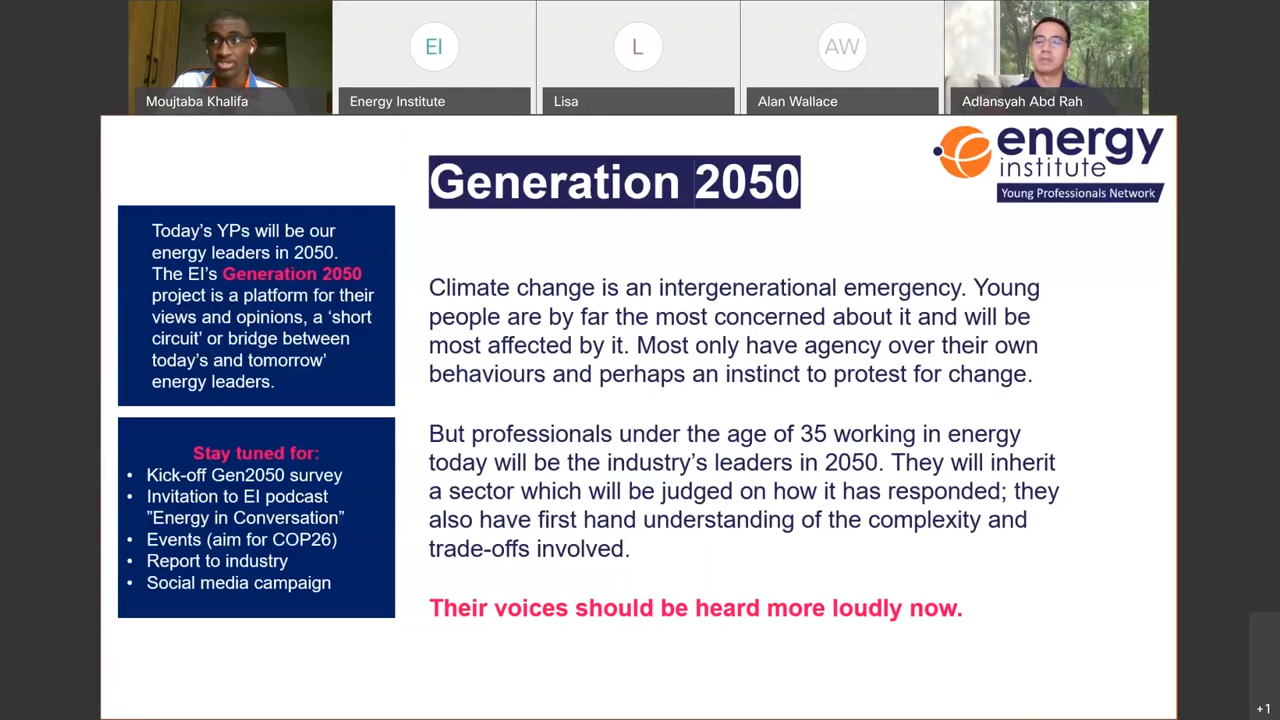 EI
L
AW
Moujtaba Khalifa
Energy Institute
Lisa
Alan Wallace
Adlansyah Abd Rah
energy
institute
Young Professionals Network
Generation 2050
Today's YPs will be our
energy leaders in 2050.
The EI's Generation 2050
project is a platform for their
views and opinions, a 'short
circuit' or bridge between
today's and tomorrow'
energy leaders.
Stay tuned for:
• Kick-off Gen2050 survey
• Invitation to EI podcast
"Energy in Conversation"
• Events (aim for COP26)
• Report to industry
• Social media campaign
Climate change is an intergenerational emergency. Young
people are by far the most concerned about it and will be
most affected by it. Most only have agency over their own
behaviours and perhaps an instinct to protest for change.
But professionals under the age of 35 working in energy
today will be the industry's leaders in 2050. They will inherit
a sector which will be judged on how it has responded; they
also have first hand understanding of the complexity and
trade-offs involved.
Their voices should be heard more loudly now.
+1